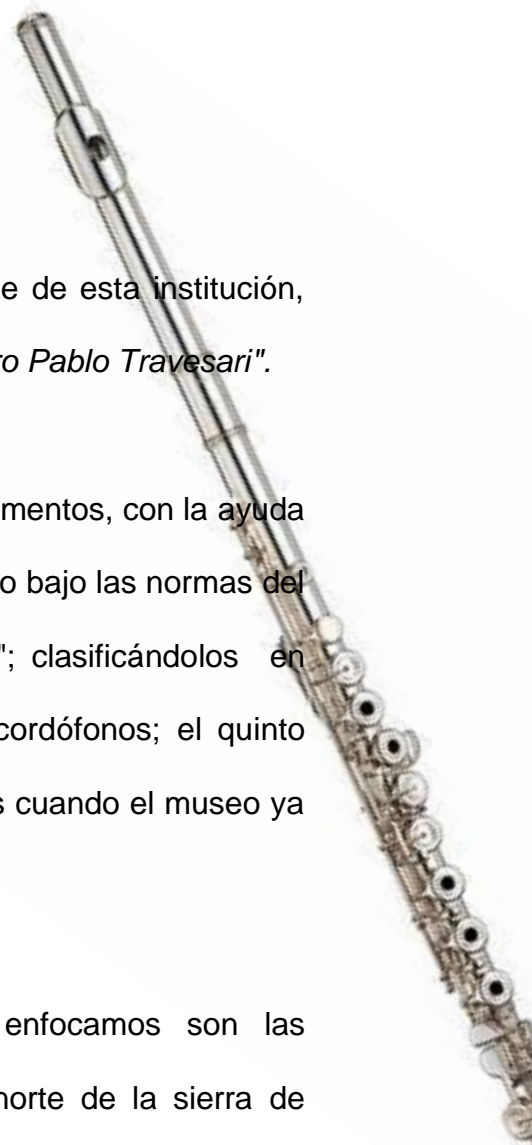 e de esta institución,
ro Pablo Travesari".
mentos, con la ayuda
o bajo las normas del
"; clasificándolos en
cordófonos; el quinto
s cuando el museo ya
enfocamos son las
norte de la sierra de